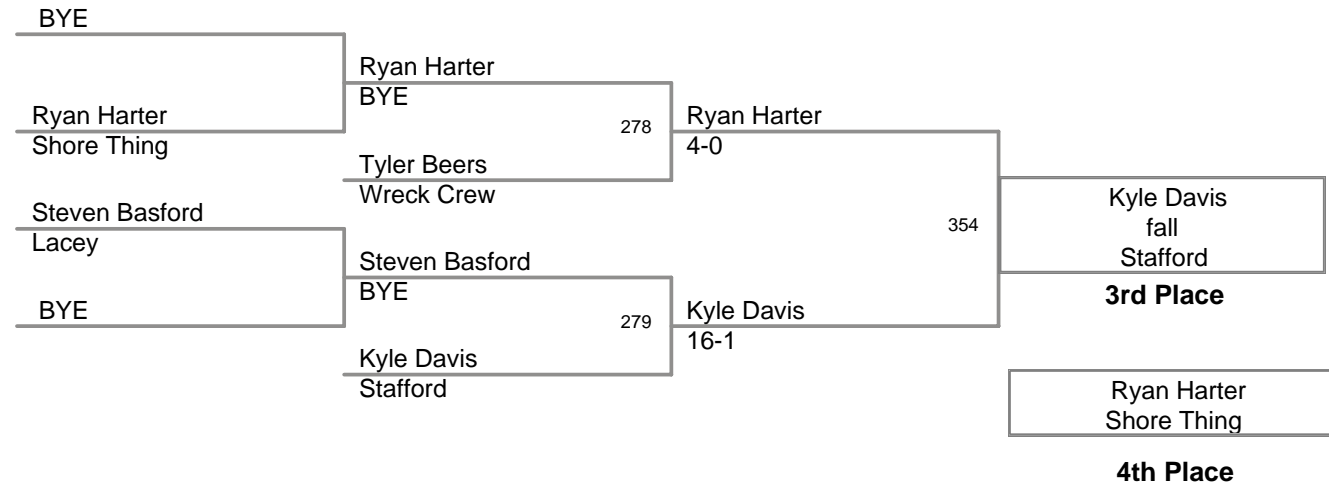 BYE
Ryan Harter
BYE
Ryan Harter
Shore Thing
278
Ryan Harter
4-0
Tyler Beers
Wreck Crew
Steven Basford
Lacey
354
Kyle Davis
fall
Stafford
3rd Place
Steven Basford
BYE
BYE
279
Kyle Davis
16-1
Kyle Davis
Stafford
Ryan Harter
Shore Thing
4th Place